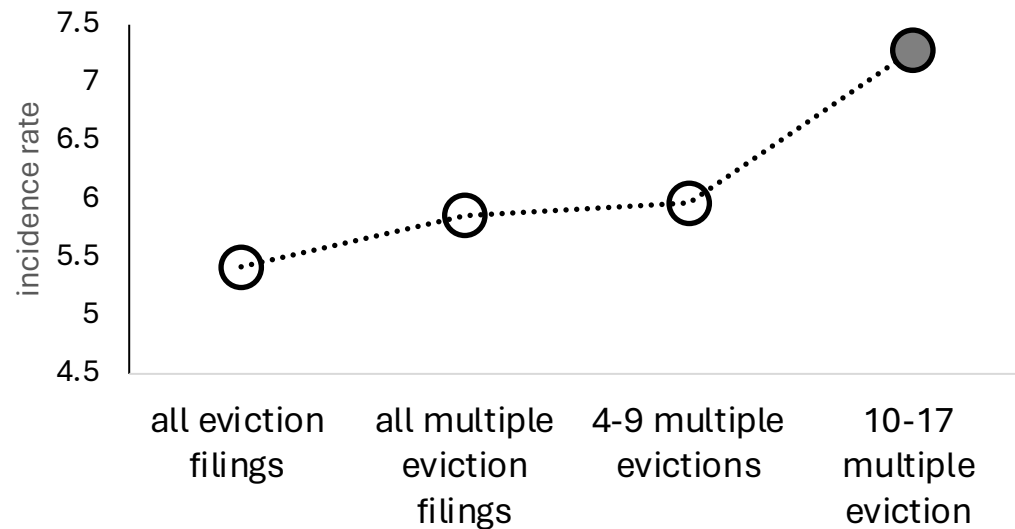 7.5
7
6.5
6
5.5
5
4.5
incidence rate
all eviction
filings
all multiple
eviction
filings
4-9 multiple
evictions
10-17
multiple
eviction